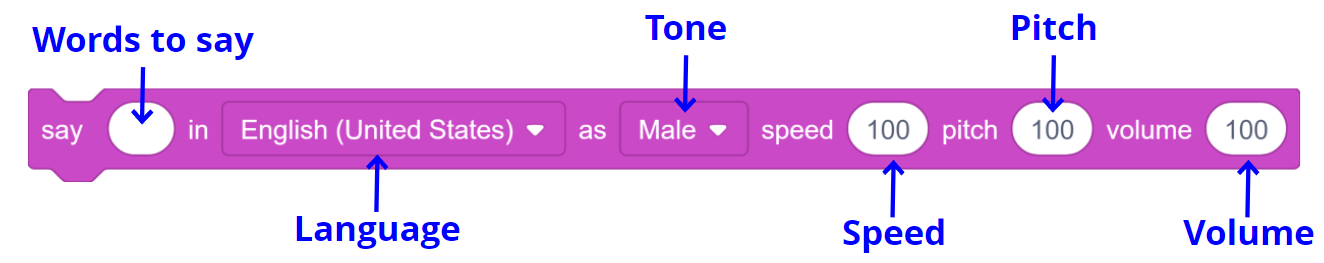 Words to say
Tone
Pitch
say in English (United States) as Male speed 100 pitch 100 volume 100
Language
Speed
Volume